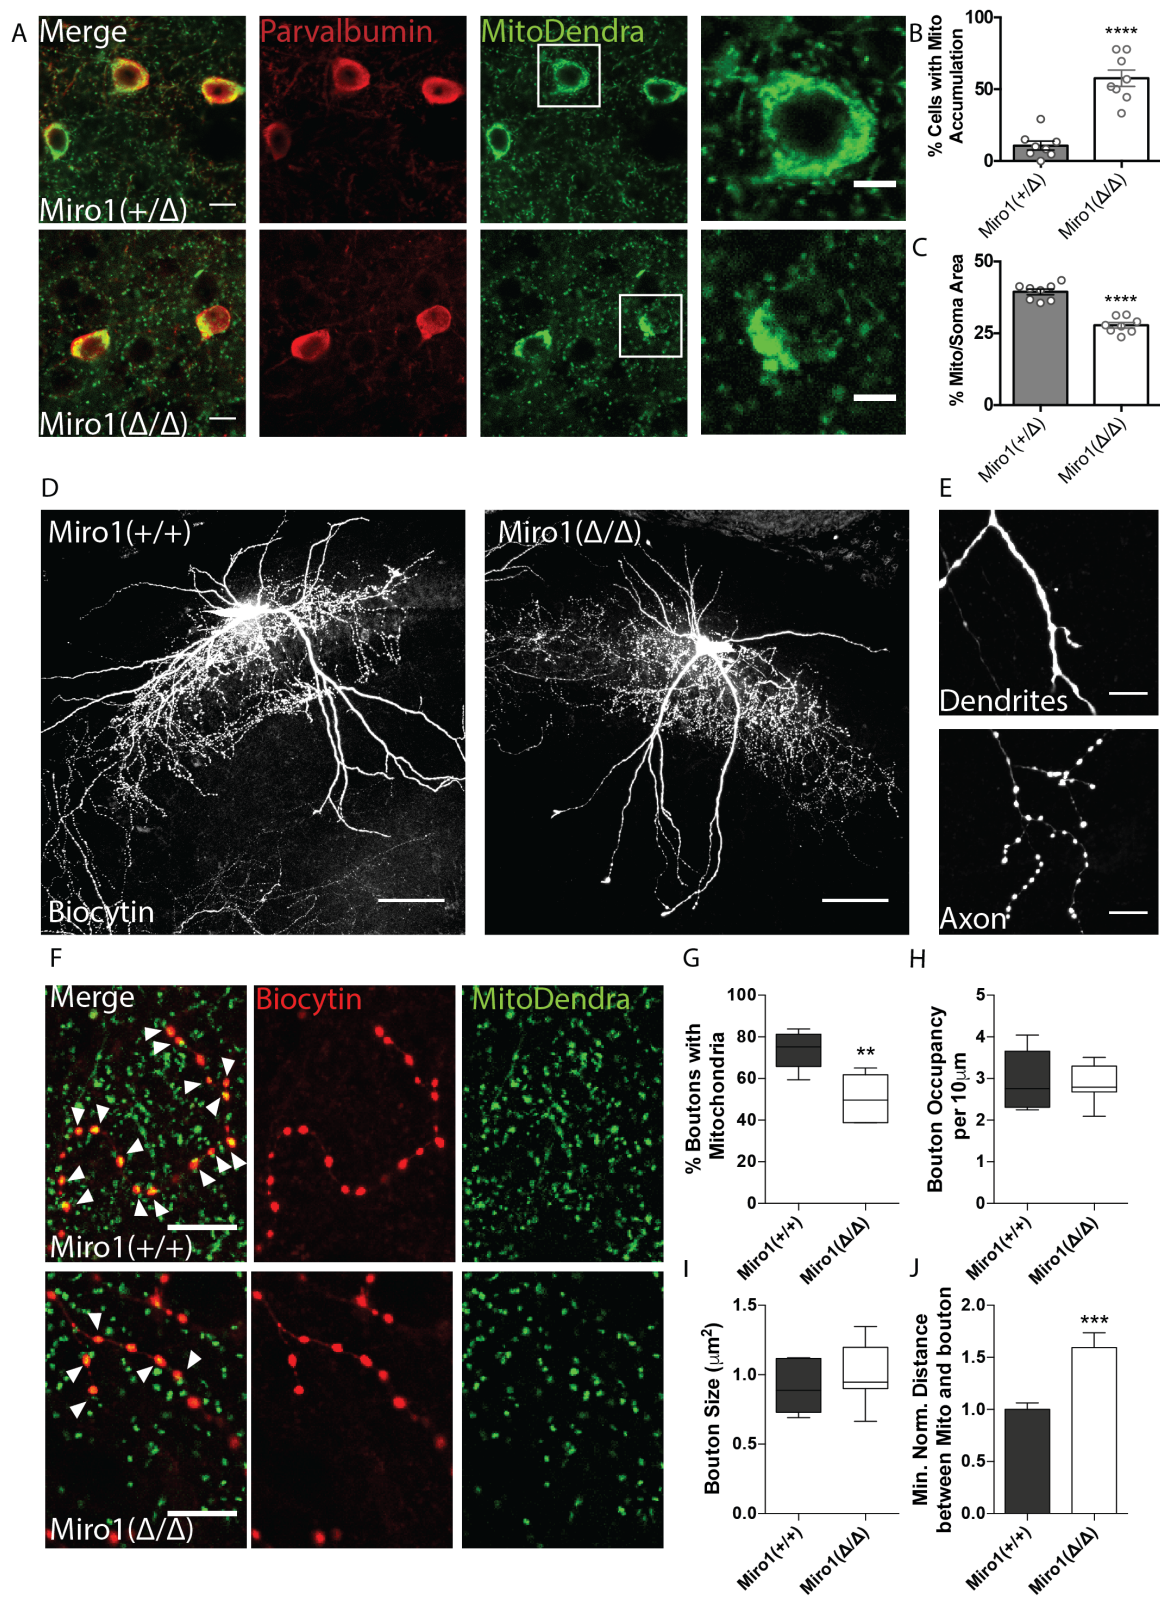 A
Merge
Parvalbumin
MitoDendra
Miro1(+/Δ)
Miro1(Δ/Δ)
B
% Cells with Mito
Accumulation
100
50
0
****
Miro1(+/Δ)
Miro1(Δ/Δ)
C
% Mito/Soma Area
50
25
0
****
Miro1(+/Δ)
Miro1(Δ/Δ)
D
Miro1(+/+)
Biocytin
Miro1(Δ/Δ)
E
Dendrites
Axon
F
Merge
Biocytin
MitoDendra
Miro1(+/+)
Miro1(Δ/Δ)
G
% Boutons with
Mitochondria
100
80
60
40
20
0
**
Miro1(+/+)
Miro1(Δ/Δ)
H
Bouton Occupancy
per 10μm
5
4
3
2
1
0
Miro1(+/+)
Miro1(Δ/Δ)
I
Bouton Size (μm²)
1.5
1.0
0.5
0.0
Miro1(+/+)
Miro1(Δ/Δ)
J
Min. Norm. Distance
between Mito and bouton
2.0
1.5
1.0
0.5
0.0
***
Miro1(+/+)
Miro1(Δ/Δ)